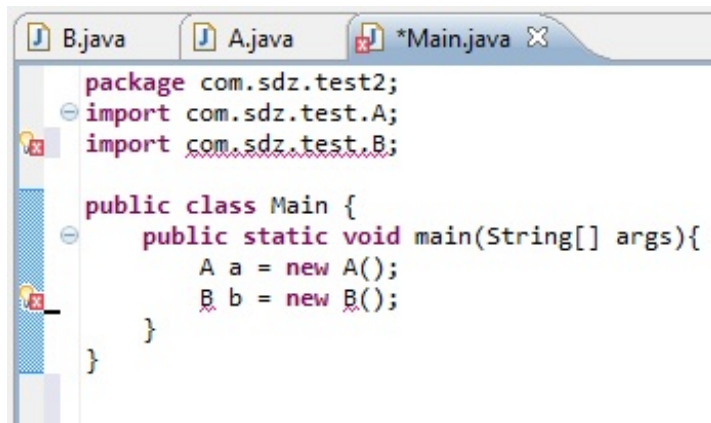 B.java A.java *Main.java
package com.sdz.test2;
import com.sdz.test.A;
import com.sdz.test.B;
public class Main {
public static void main(String[] args){
A a = new A();
B b = new B();
}
}